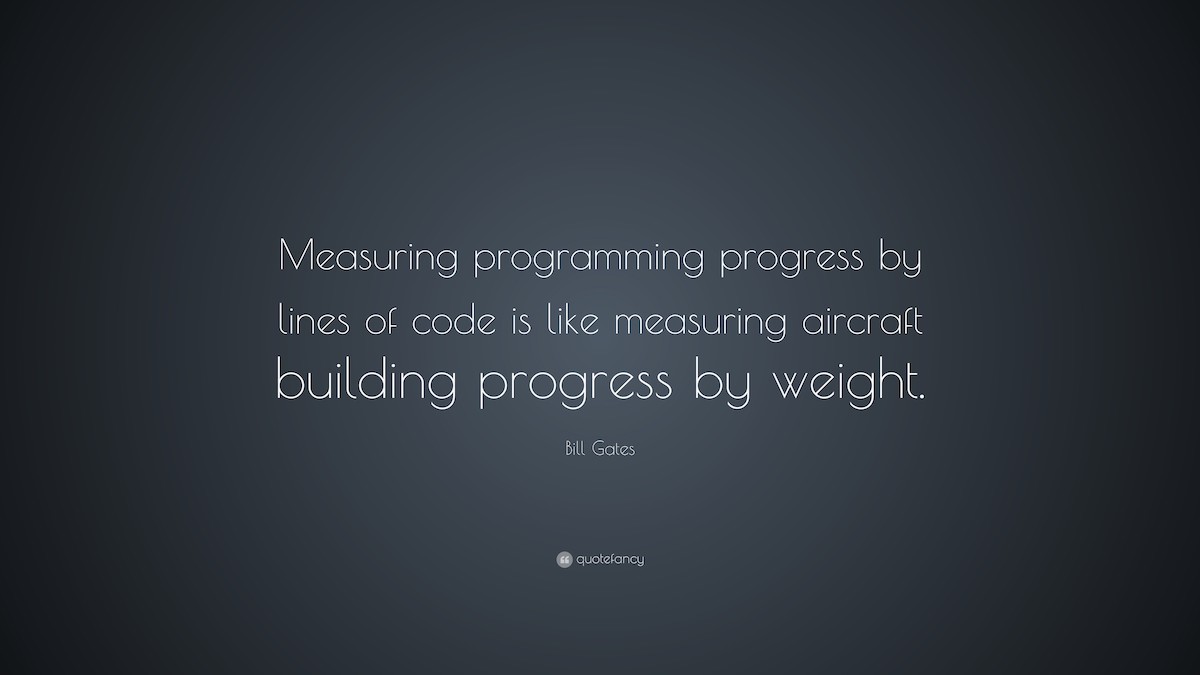 Measuring programming progress by
lines of code is like measuring aircraft
building progress by weight.
Bill Gates
quotefancy